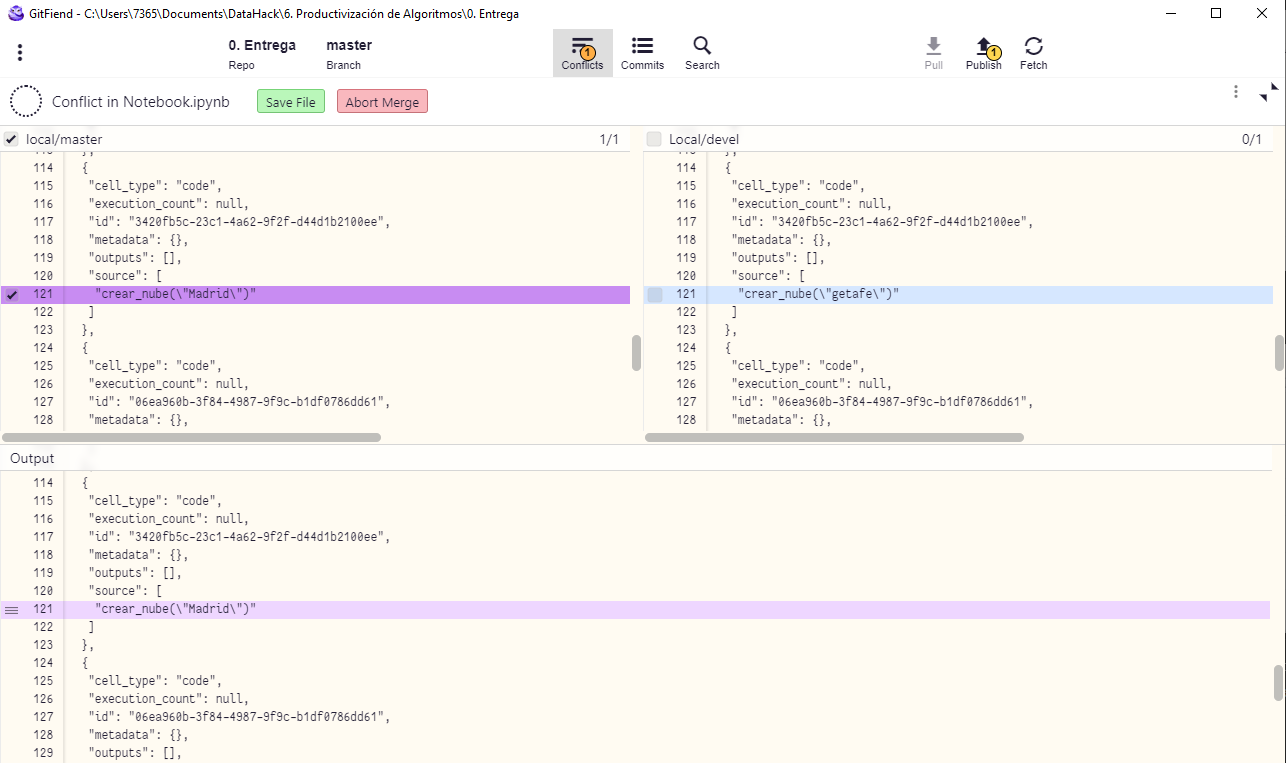 GitFiend - C:\Users\7365\Documents\DataHack\6. Productivización de Algoritmos\0. Entrega
0. Entrega
Repo
master
Branch
1
Conflicts
Commits
Search
Pull
1
Publish
Fetch
Conflict in Notebook.ipynb
Save File
Abort Merge
local/master
1/1
114 {
115 "cell_type": "code",
116 "execution_count": null,
117 "id": "3420fb5c-23c1-4a62-9f2f-d44d1b2100ee",
118 "metadata": {},
119 "outputs": [],
120 "source": [
121 "crear_nube(\"Madrid\")"
122 ]
123 },
124 {
125 "cell_type": "code",
126 "execution_count": null,
127 "id": "06ea960b-3f84-4987-9f9c-b1df0786dd61",
128 "metadata": {},
Local/devel
0/1
114 {
115 "cell_type": "code",
116 "execution_count": null,
117 "id": "3420fb5c-23c1-4a62-9f2f-d44d1b2100ee",
118 "metadata": {},
119 "outputs": [],
120 "source": [
121 "crear_nube(\"getafe\")"
122 ]
123 },
124 {
125 "cell_type": "code",
126 "execution_count": null,
127 "id": "06ea960b-3f84-4987-9f9c-b1df0786dd61",
128 "metadata": {},
Output
114 {
115 "cell_type": "code",
116 "execution_count": null,
117 "id": "3420fb5c-23c1-4a62-9f2f-d44d1b2100ee",
118 "metadata": {},
119 "outputs": [],
120 "source": [
121 "crear_nube(\"Madrid\")"
122 ]
123 },
124 {
125 "cell_type": "code",
126 "execution_count": null,
127 "id": "06ea960b-3f84-4987-9f9c-b1df0786dd61",
128 "metadata": {},
129 "outputs": [],